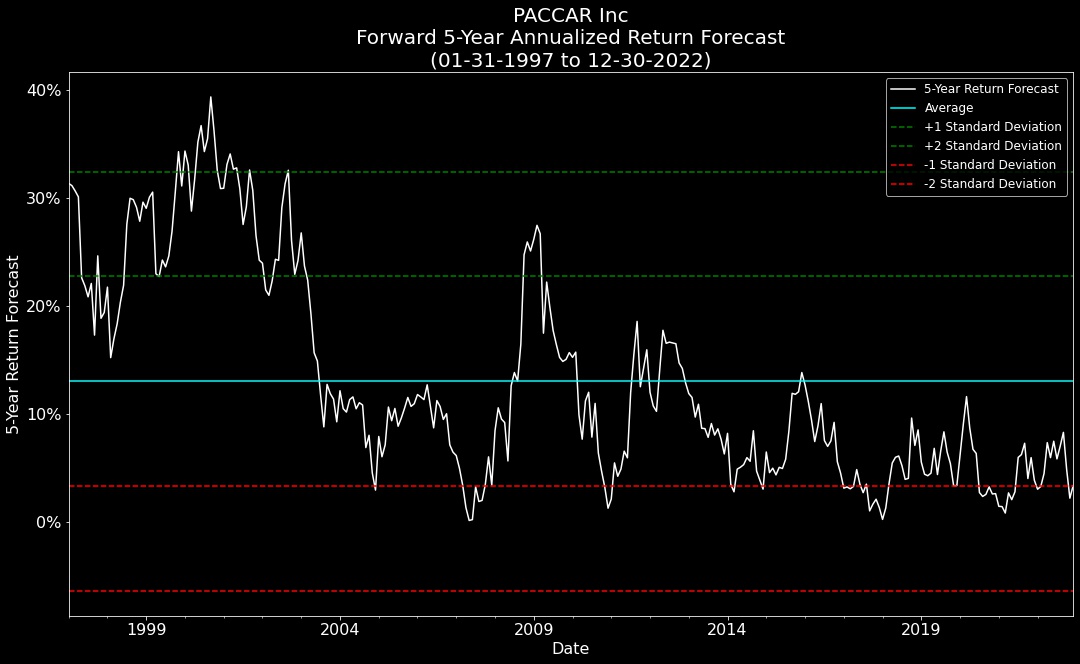 PACCAR Inc
Forward 5-Year Annualized Return Forecast
(01-31-1997 to 12-30-2022)
5-Year Return Forecast
Average
+1 Standard Deviation
+2 Standard Deviation
-1 Standard Deviation
-2 Standard Deviation
5-Year Return Forecast
40%
30%
20%
10%
0%
1999
2004
2009
2014
2019
Date